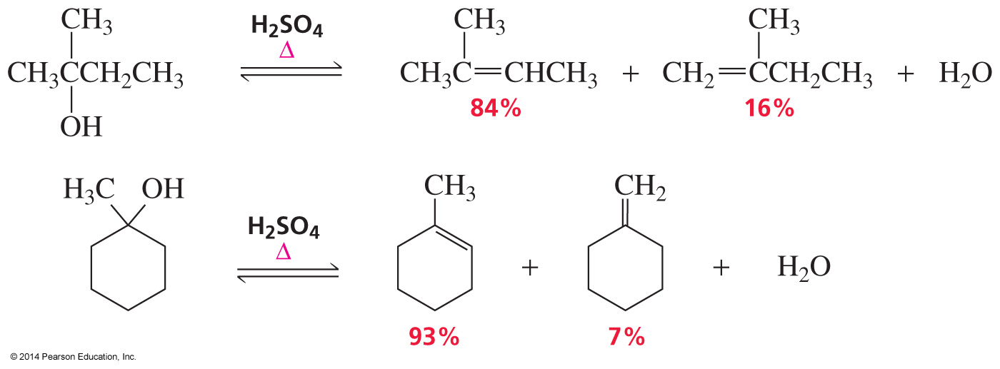 CH₃ CH₃ CH₃
H₂SO₄
Δ
CH₃CCH₂CH₃ ⇌ CH₃C=CHCH₃ + CH₂=CCH₂CH₃ + H₂O
84% 16%
OH
H₃C OH CH₃ CH₂
H₂SO₄
Δ
⇌ + + H₂O
93% 7%
© 2014 Pearson Education, Inc.